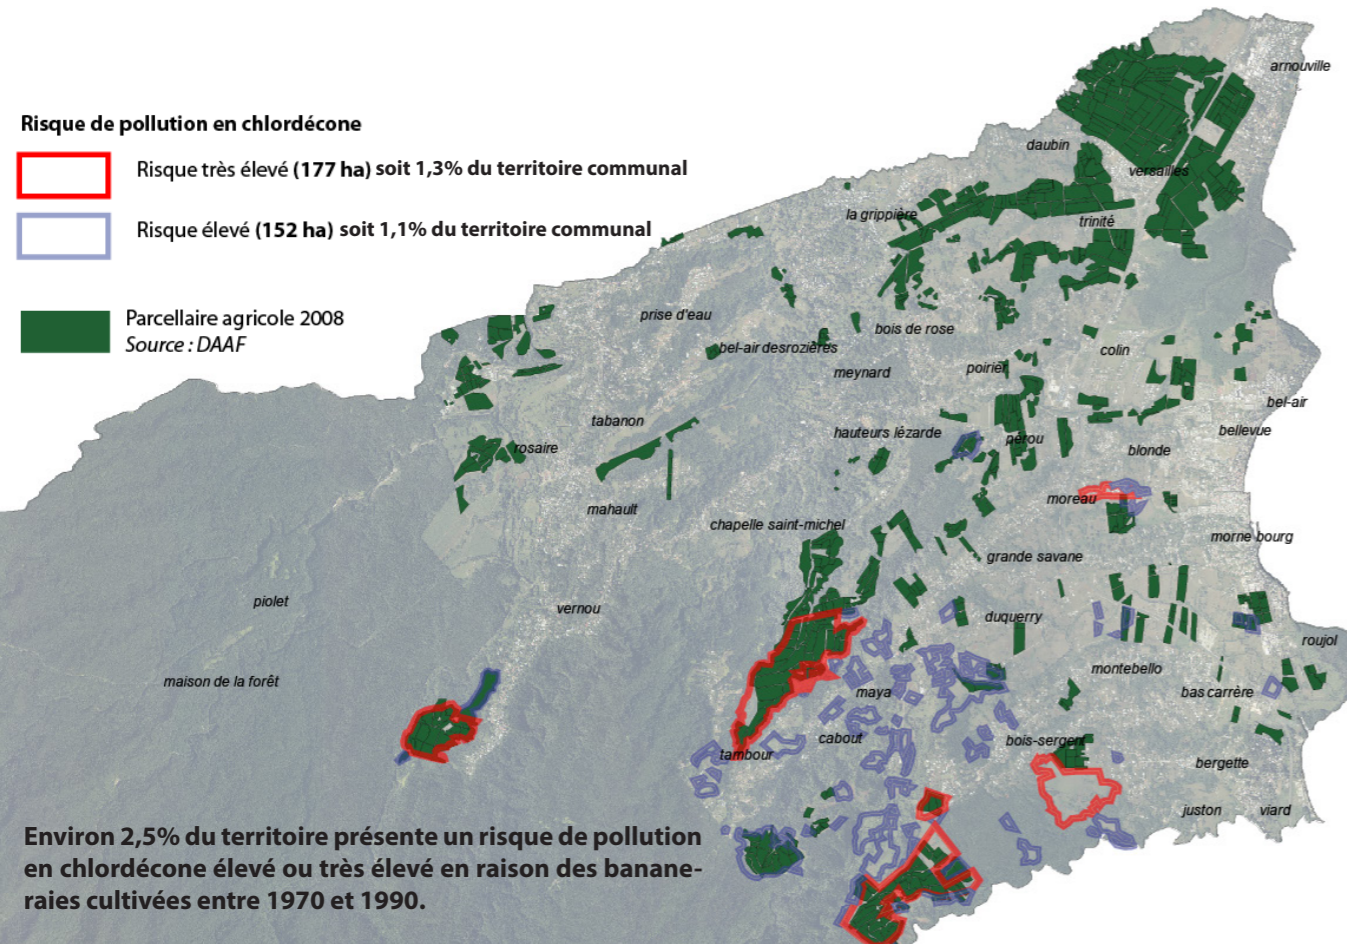 Risque de pollution en chlordécone
Risque très élevé (177 ha) soit 1,3% du territoire communal
Risque élevé (152 ha) soit 1,1% du territoire communal
Parcellaire agricole 2008
Source : DAAF
arnouville
daubin
versailles
la grippière
trinité
prise d'eau
bois de rose
bel-air desrozières
colin
meynard
poirier
bel-air
tabanon
hauteurs lézarde
pérou
bellevue
rosaire
blonde
moreau
mahault
chapelle saint-michel
morne bourg
grande savane
piolet
vernou
duquerry
roujol
montebello
maison de la forêt
maya
bas carrère
cabout
bois-sergent
tambour
bergette
juston
viard
Environ 2,5% du territoire présente un risque de pollution
en chlordécone élevé ou très élevé en raison des banane-
raies cultivées entre 1970 et 1990.